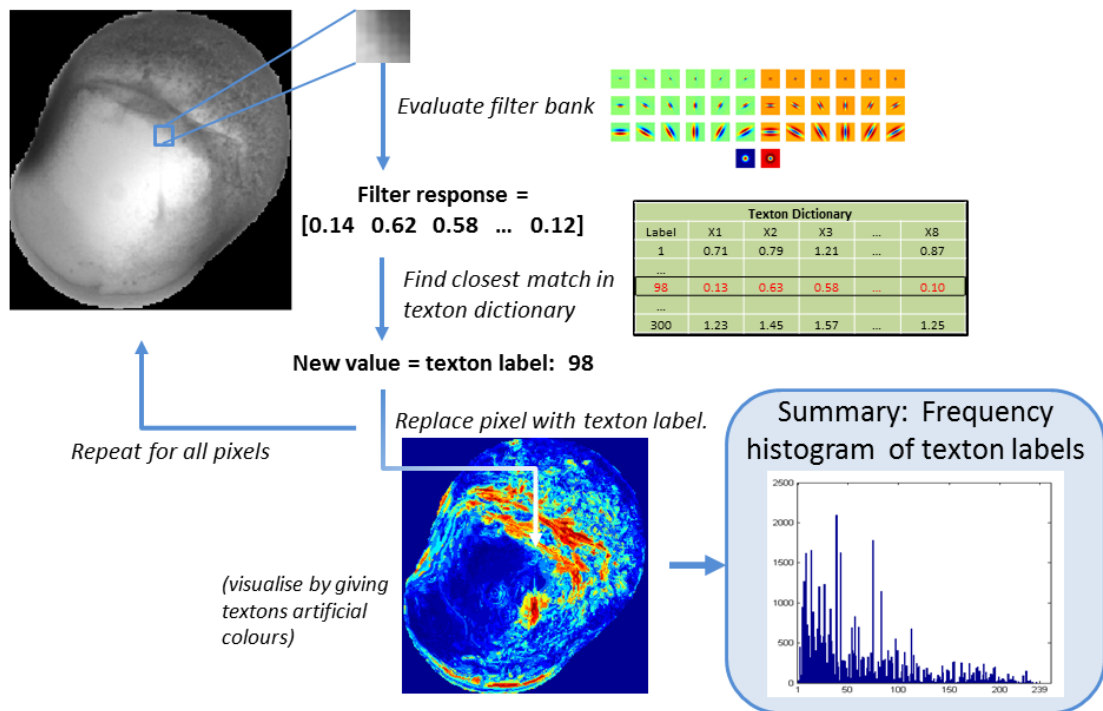 Evaluate filter bank
Filter response =
[0.14 0.62 0.58 ... 0.12]
Texton Dictionary
Label X1 X2 X3 ... X8
1 0.71 0.79 1.21 ... 0.87
...
98 0.13 0.63 0.58 ... 0.10
...
300 1.23 1.45 1.57 ... 1.25
Find closest match in
texton dictionary
New value = texton label: 98
Repeat for all pixels
Replace pixel with texton label.
(visualise by giving
textons artificial
colours)
Summary: Frequency
histogram of texton labels
2500
2000
1500
1000
500
0
1 50 100 150 200 239